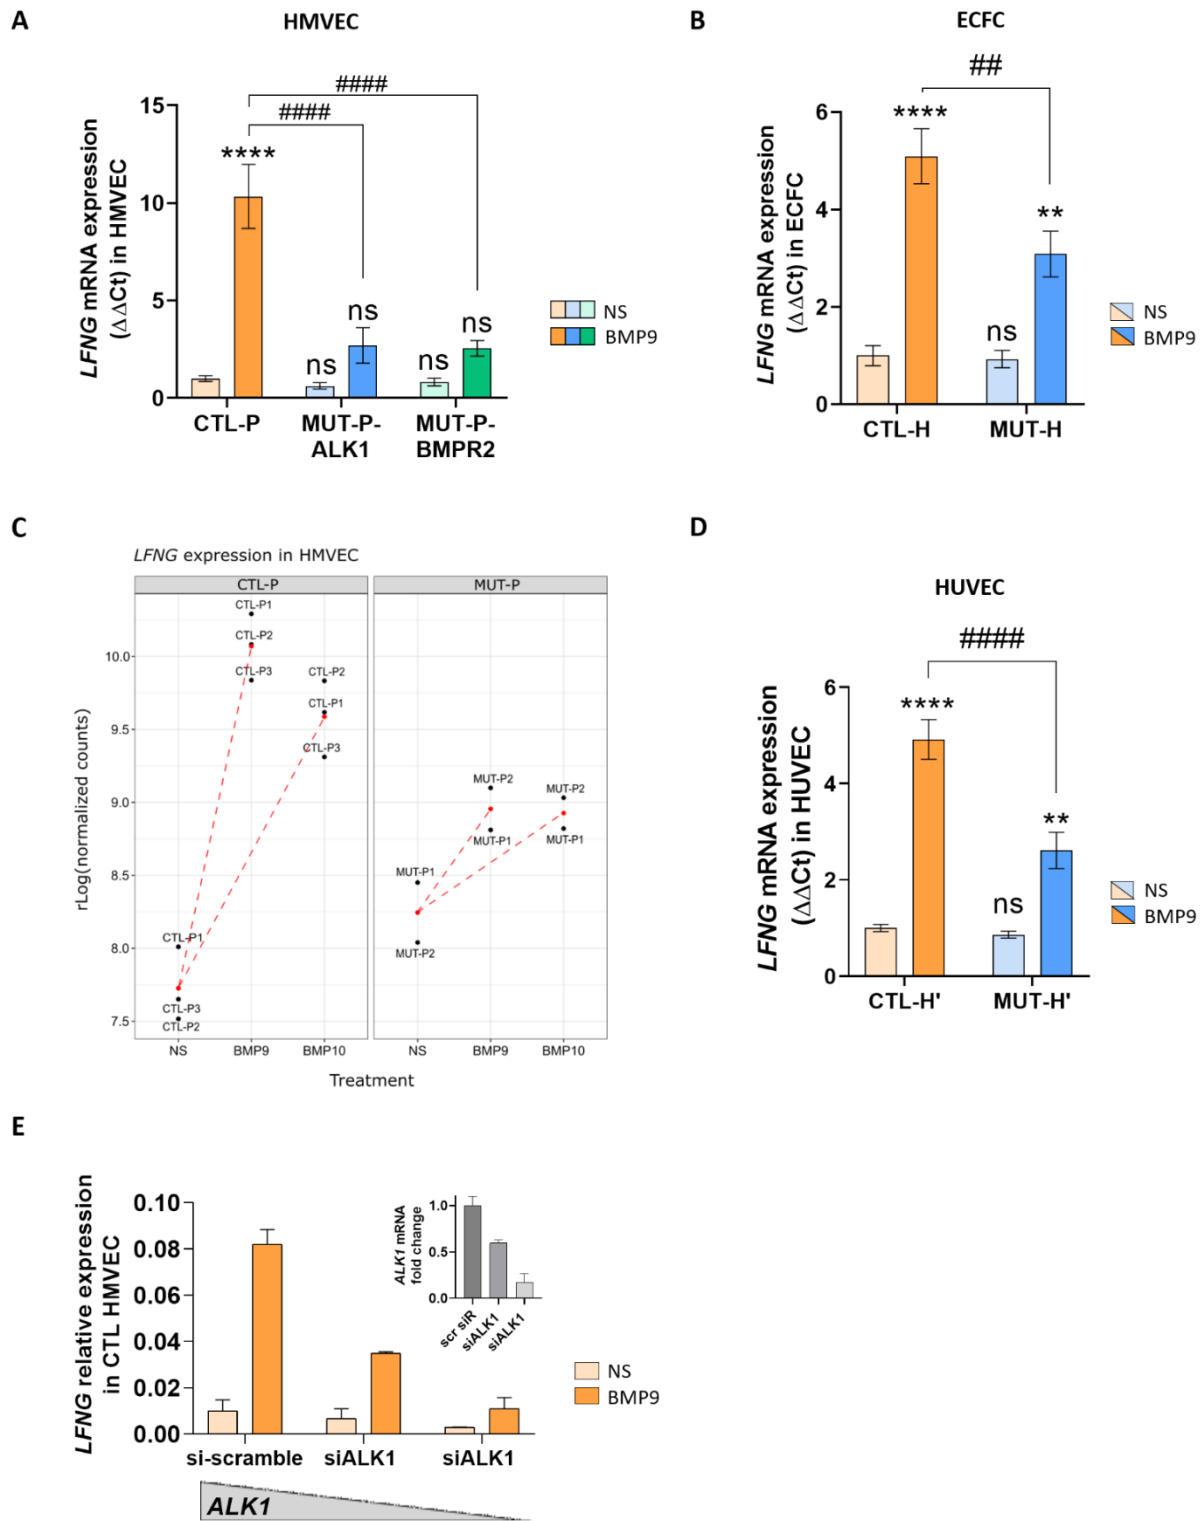 A
HMVEC
####
####
****
ns
ns
ns
ns
15
10
5
0
LFNG mRNA expression
(ΔΔCt) in HMVEC
CTL-P
MUT-P-
ALK1
MUT-P-
BMPR2
NS
BMP9
B
ECFC
##
****
**
ns
6
4
2
0
LFNG mRNA expression
(ΔΔCt) in ECFC
CTL-H
MUT-H
NS
BMP9
C
LFNG expression in HMVEC
CTL-P
MUT-P
CTL-P1
CTL-P2
CTL-P3
CTL-P2
CTL-P1
CTL-P3
CTL-P1
CTL-P3
CTL-P2
MUT-P2
MUT-P1
MUT-P2
MUT-P1
MUT-P1
MUT-P2
10.0
9.5
9.0
8.5
8.0
7.5
rLog(normalized counts)
NS
BMP9
BMP10
NS
BMP9
BMP10
Treatment
D
HUVEC
####
****
**
ns
6
4
2
0
LFNG mRNA expression
(ΔΔCt) in HUVEC
CTL-H'
MUT-H'
NS
BMP9
E
0.10
0.08
0.06
0.04
0.02
0.00
LFNG relative expression
in CTL HMVEC
1.0
0.5
0.0
ALK1 mRNA
fold change
scr siR
siALK1
siALK1
NS
BMP9
si-scramble
siALK1
siALK1
ALK1